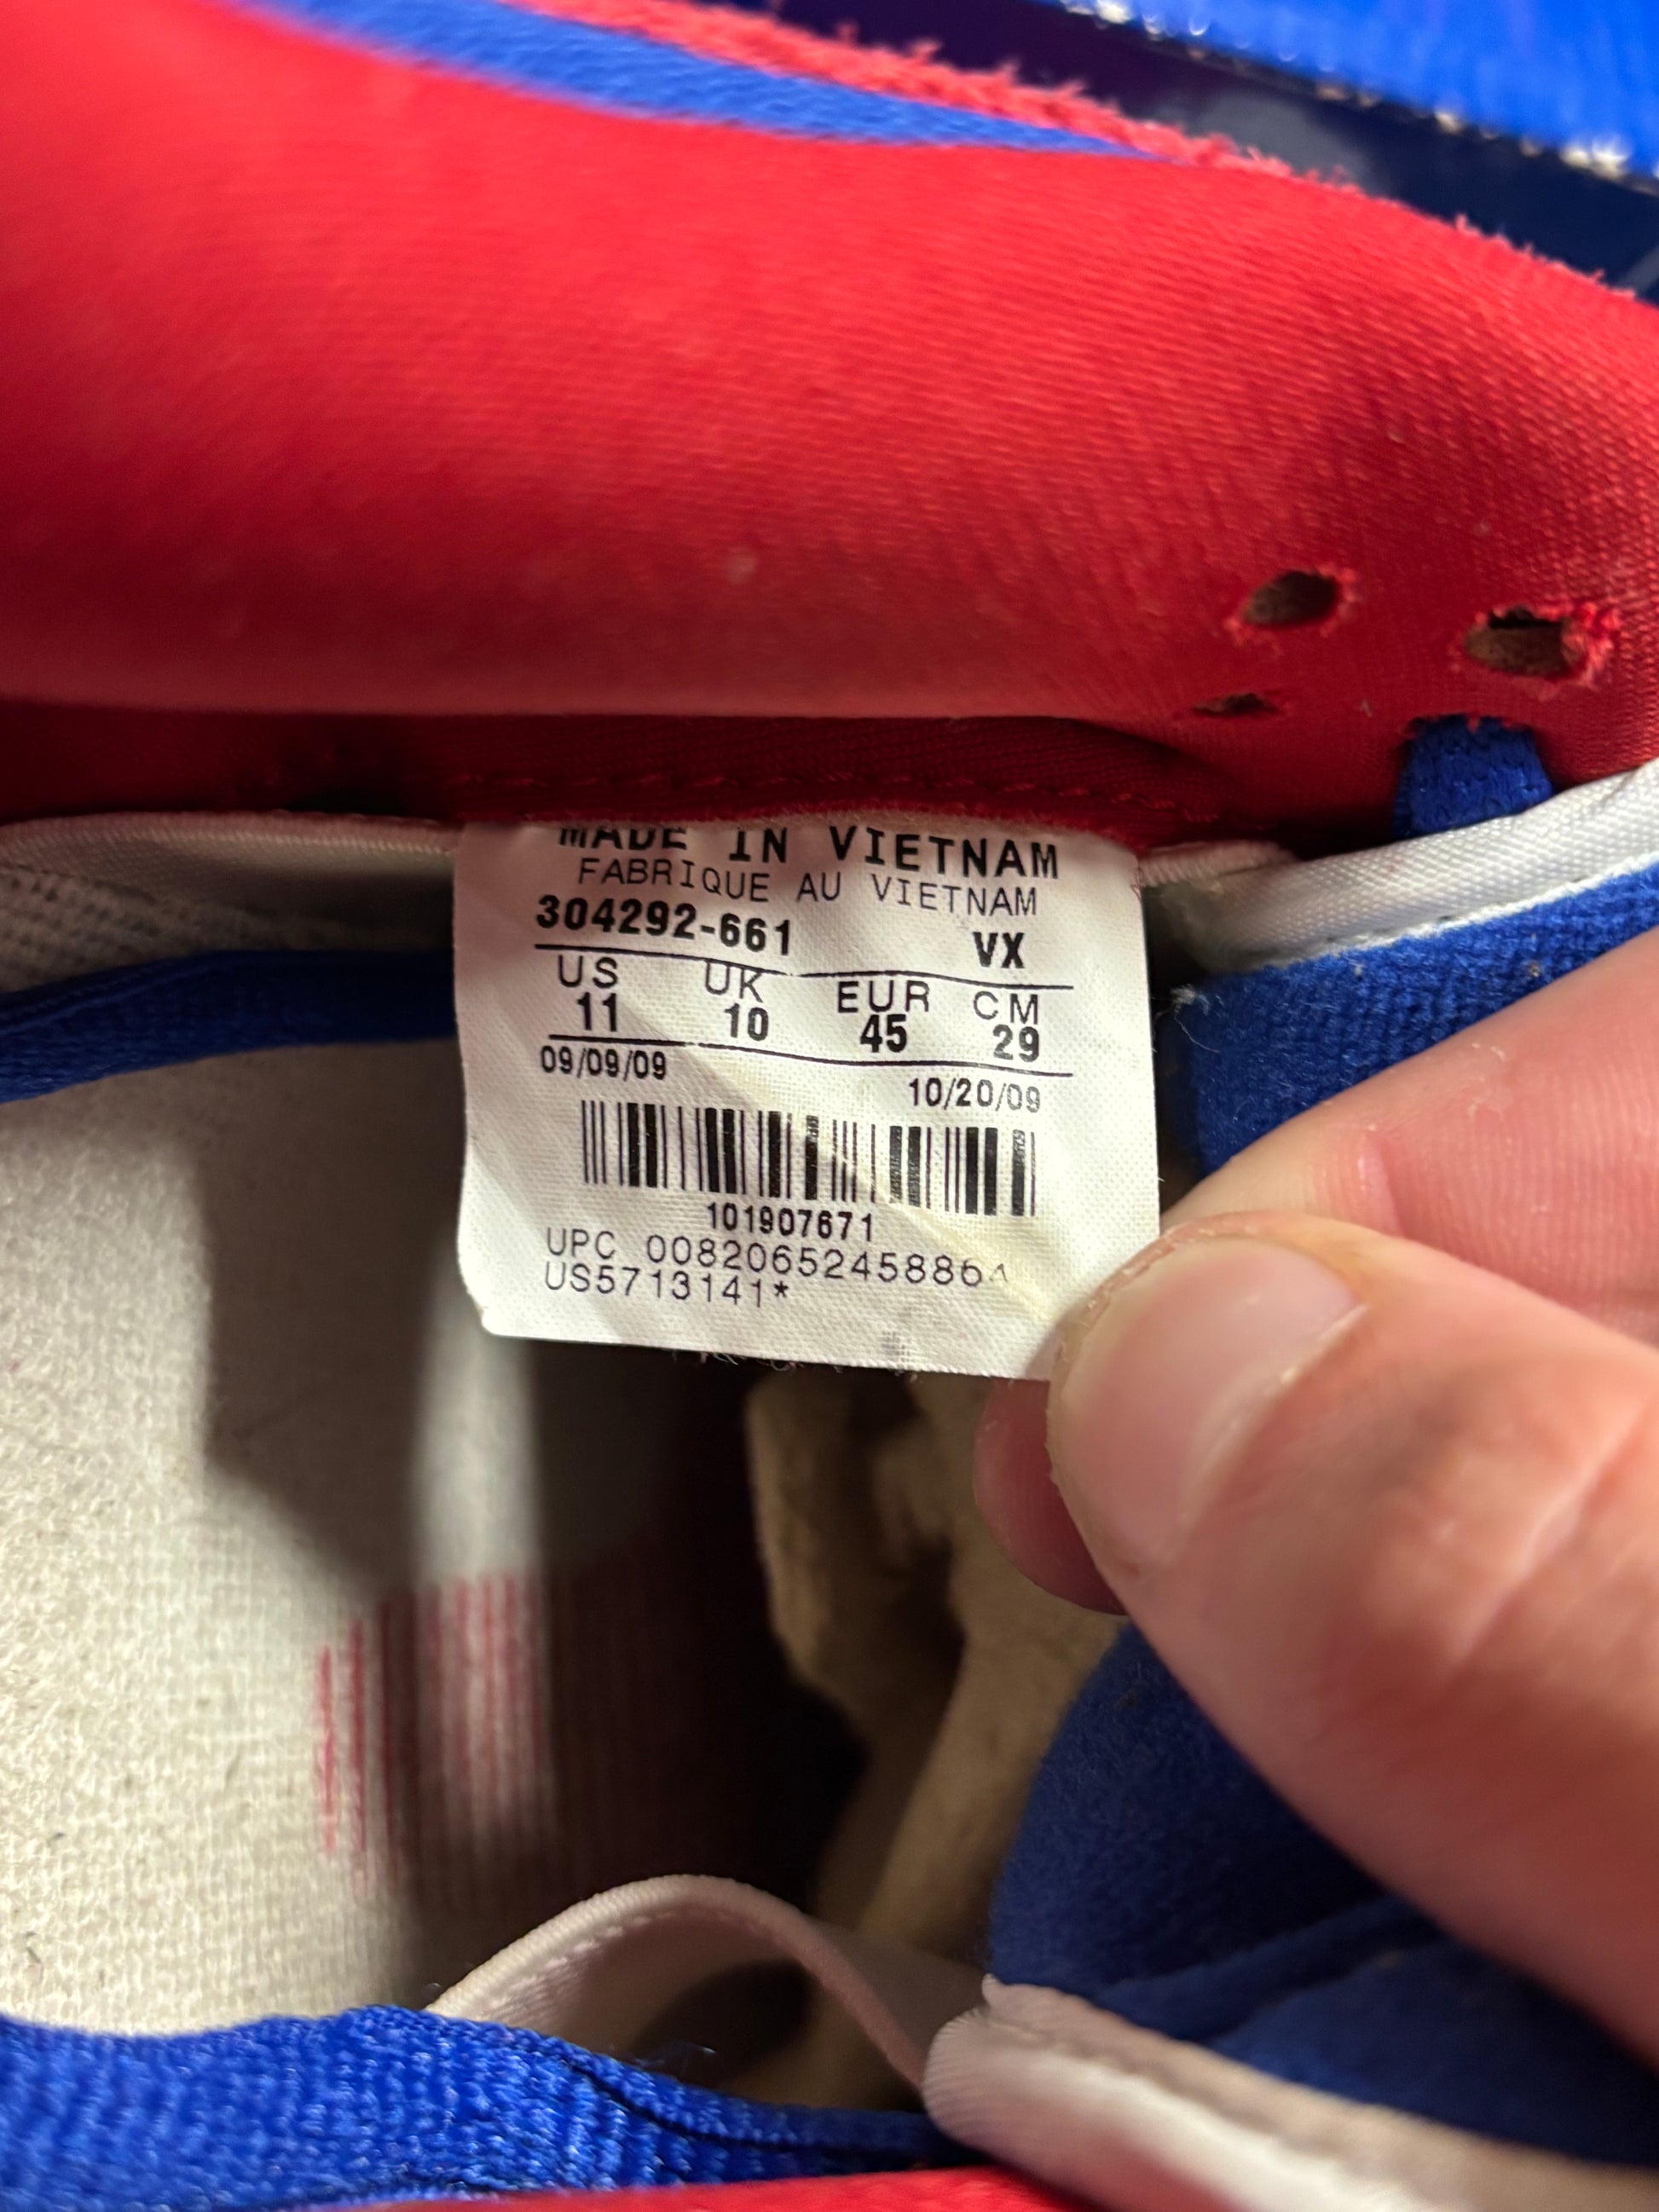 MADE IN VIETNAM
FABRIQUE AU VIETNAM
304292-661 VX
US UK EUR CM
11 10 45 29
09/09/09 10/20/09
101907671
UPC
US5713141*